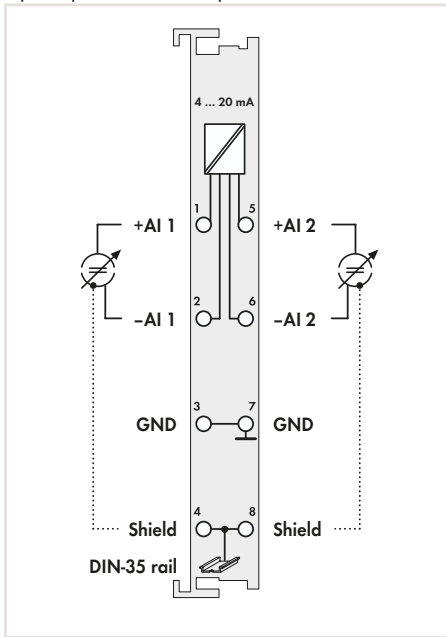 4 ... 20 mA
1 5
+AI 1 +AI 2
2 6
–AI 1 –AI 2
3 7
GND GND
4 8
Shield Shield
DIN-35 rail